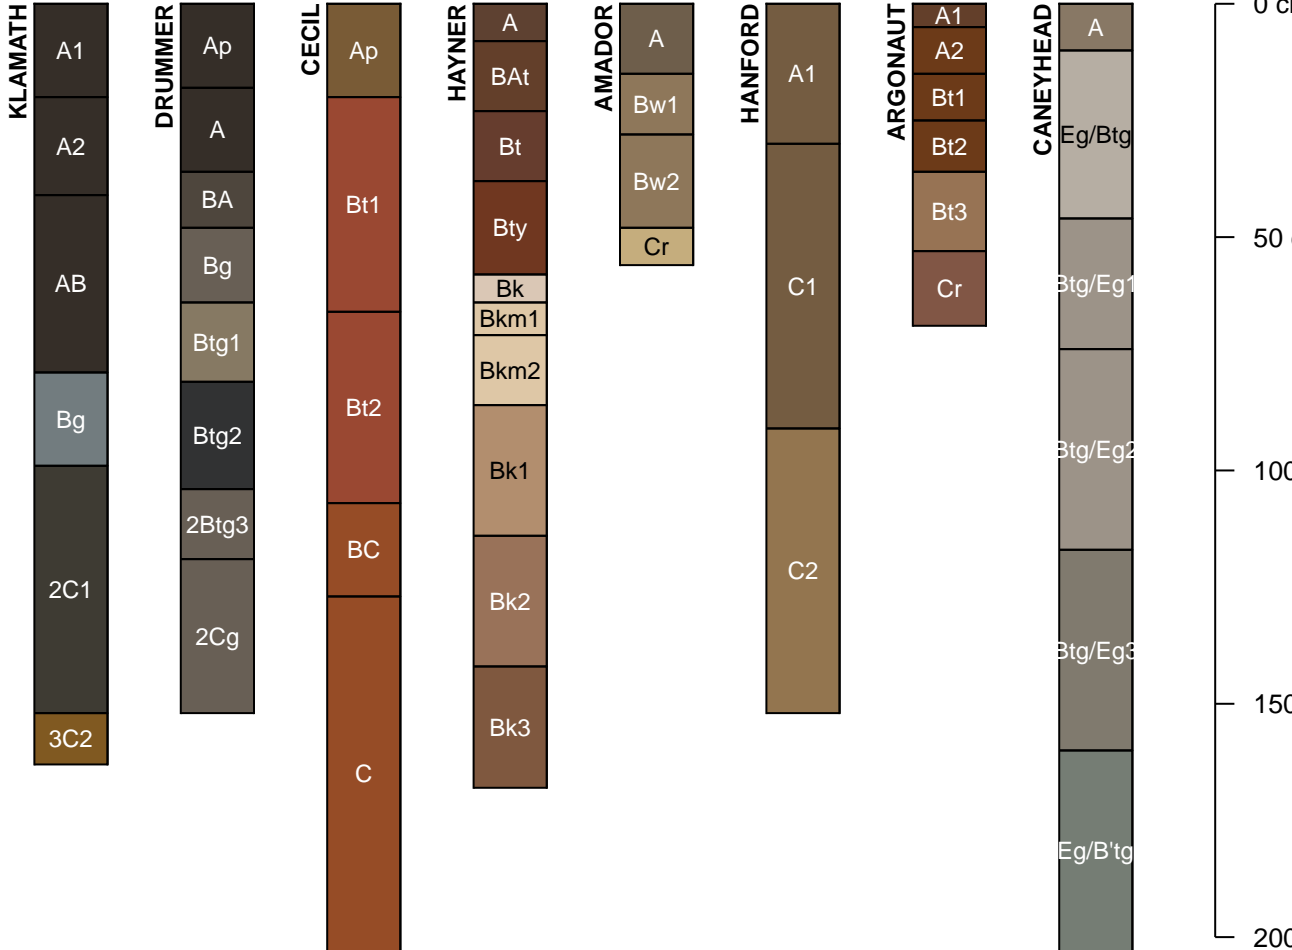 KLAMATH
A1
A2
AB
Bg
2C1
3C2
DRUMMER
Ap
A
BA
Bg
Btg1
Btg2
2Btg3
2Cg
CECIL
Ap
Bt1
Bt2
BC
C
HAYNER
A
BAt
Bt
Bty
Bk
Bkm1
Bkm2
Bk1
Bk2
Bk3
AMADOR
A
Bw1
Bw2
Cr
HANFORD
A1
C1
C2
ARGONAUT
A1
A2
Bt1
Bt2
Bt3
Cr
CANEYHEAD
A
Eg/Btg
Btg/Eg1
Btg/Eg2
Btg/Eg3
Eg/B'tg
0
50
100
150
200